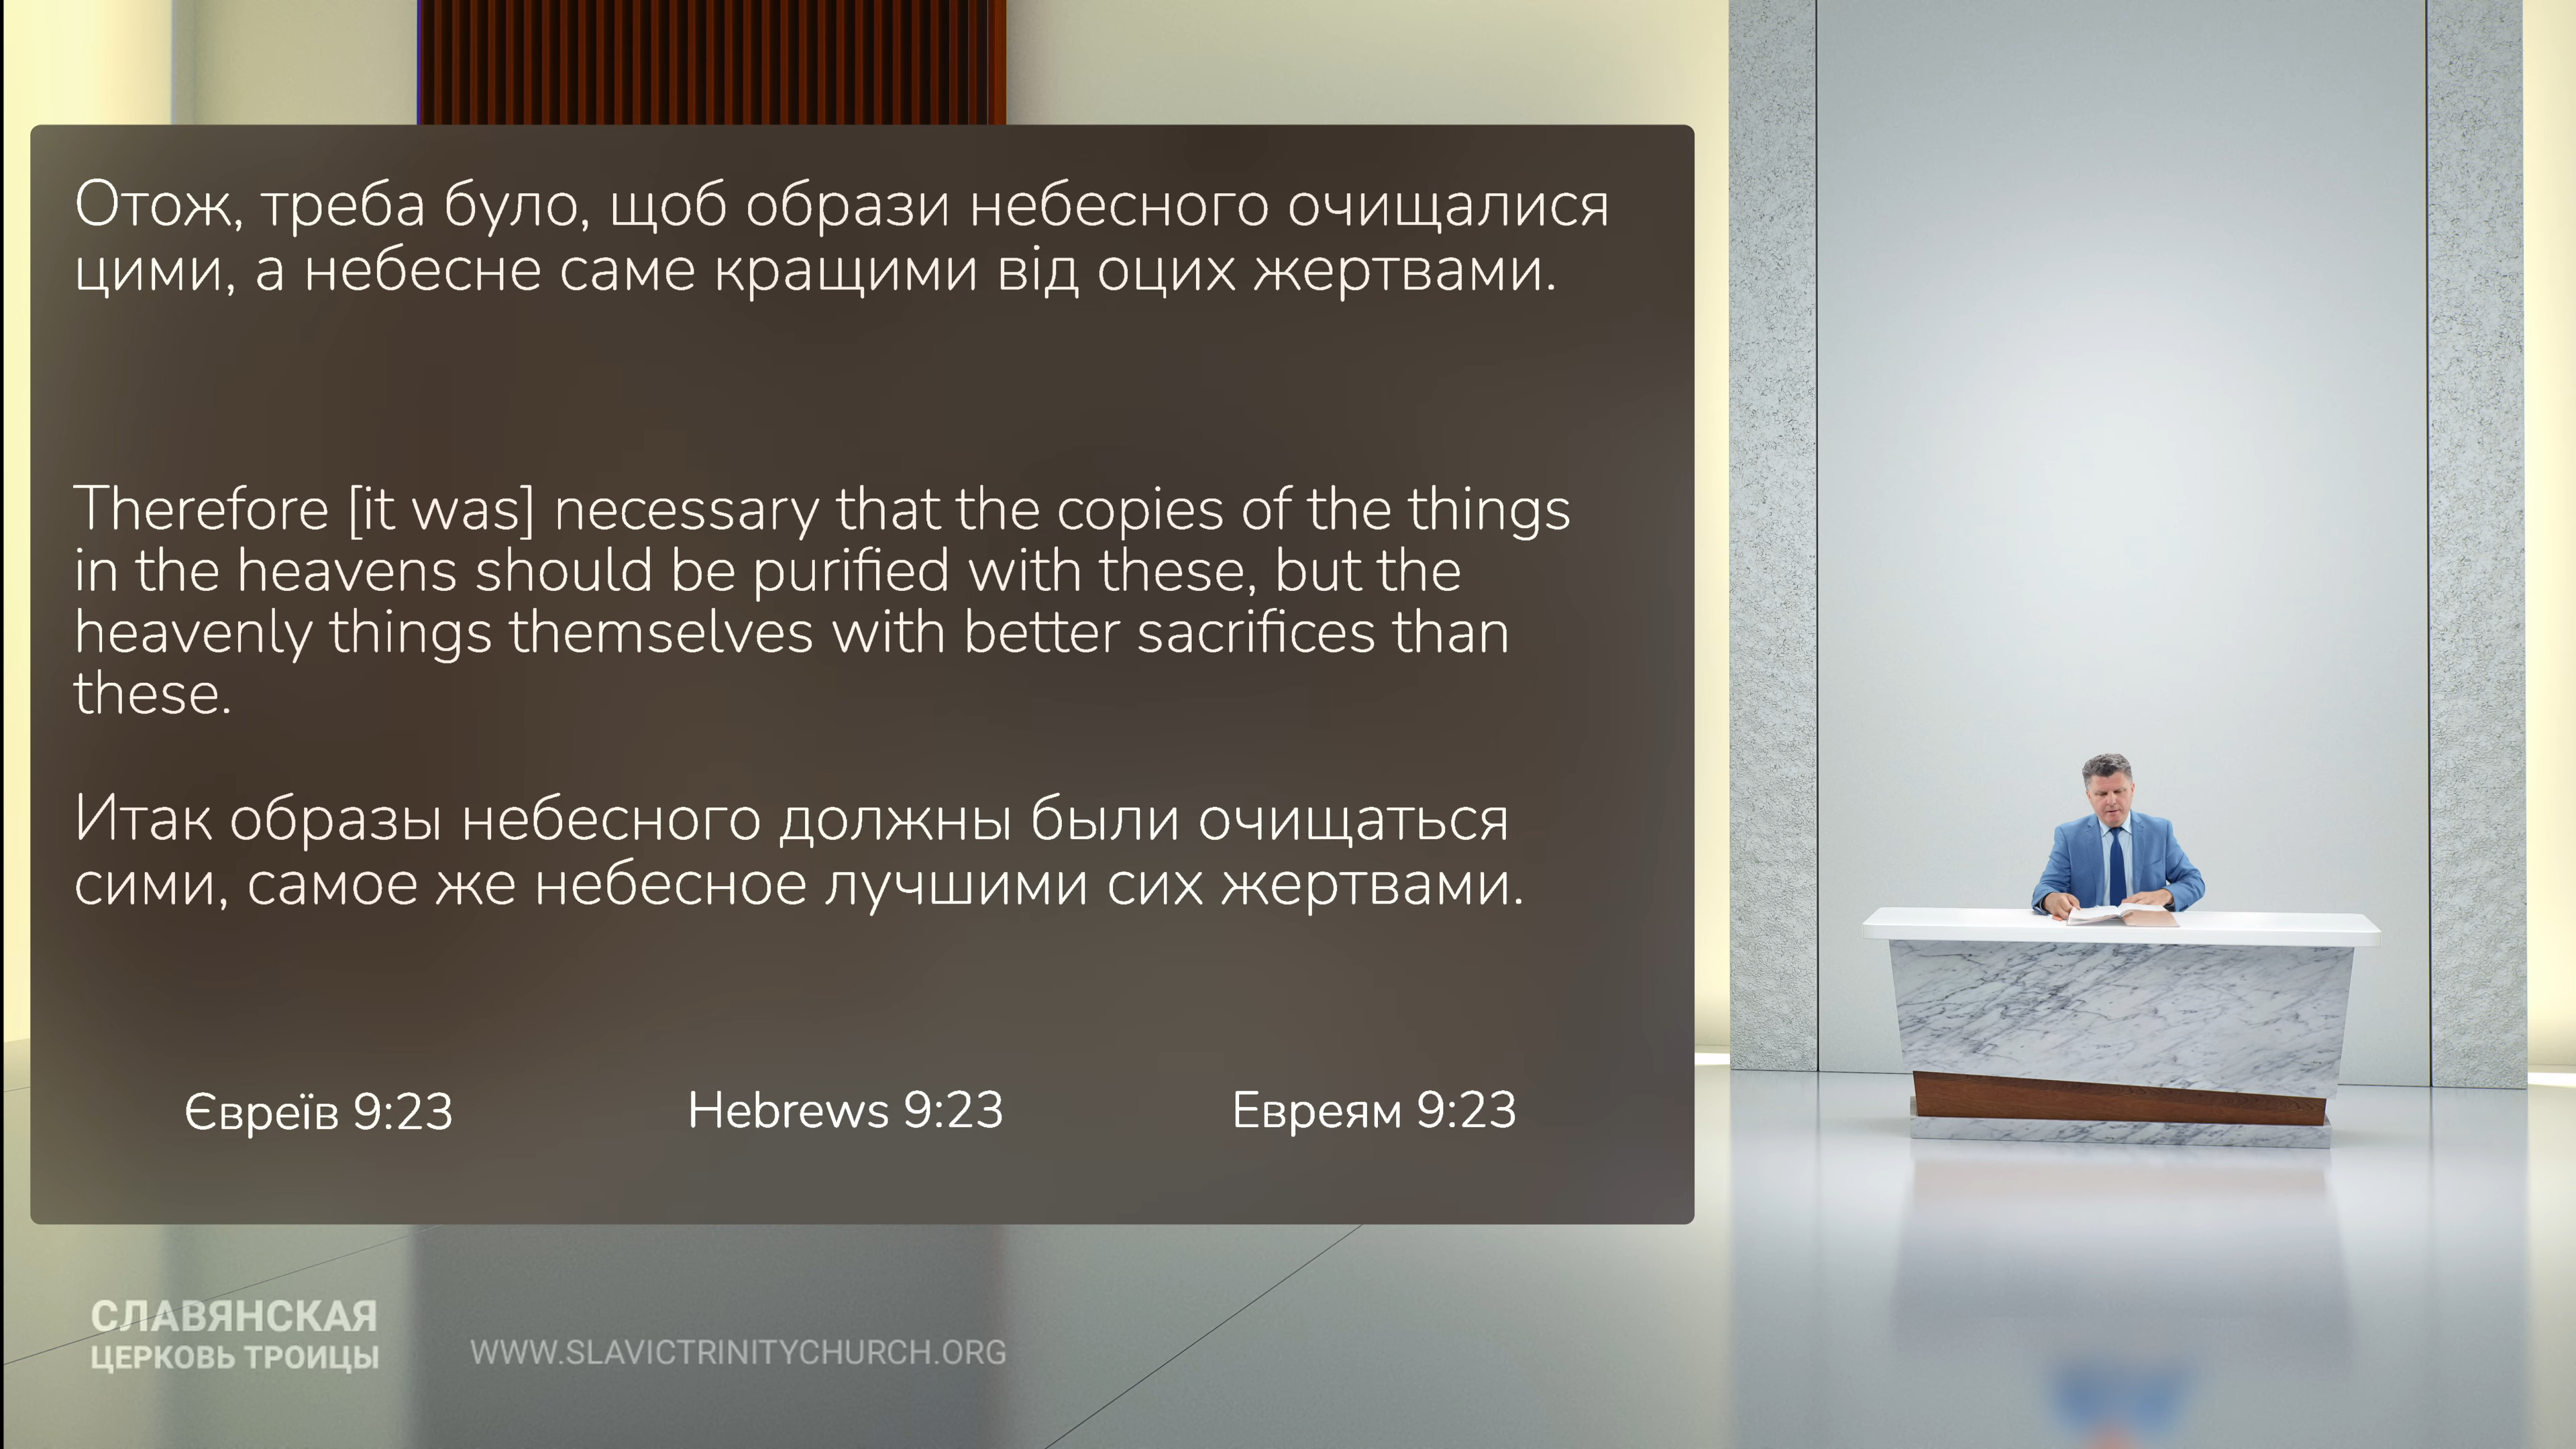 Отож, треба було, щоб образи небесного очищалися
цими, а небесне саме кращими від оцих жертвами.
Therefore [it was] necessary that the copies of the things
in the heavens should be purified with these, but the
heavenly things themselves with better sacrifices than
these.
Итак образы небесного должны были очищаться
сими, самое же небесное лучшими сих жертвами.
Євреїв 9:23
Hebrews 9:23
Евреям 9:23
СЛАВЯНСКАЯ
ЦЕРКОВЬ ТРОИЦЫ
WWW.SLAVICTRINITYCHURCH.ORG